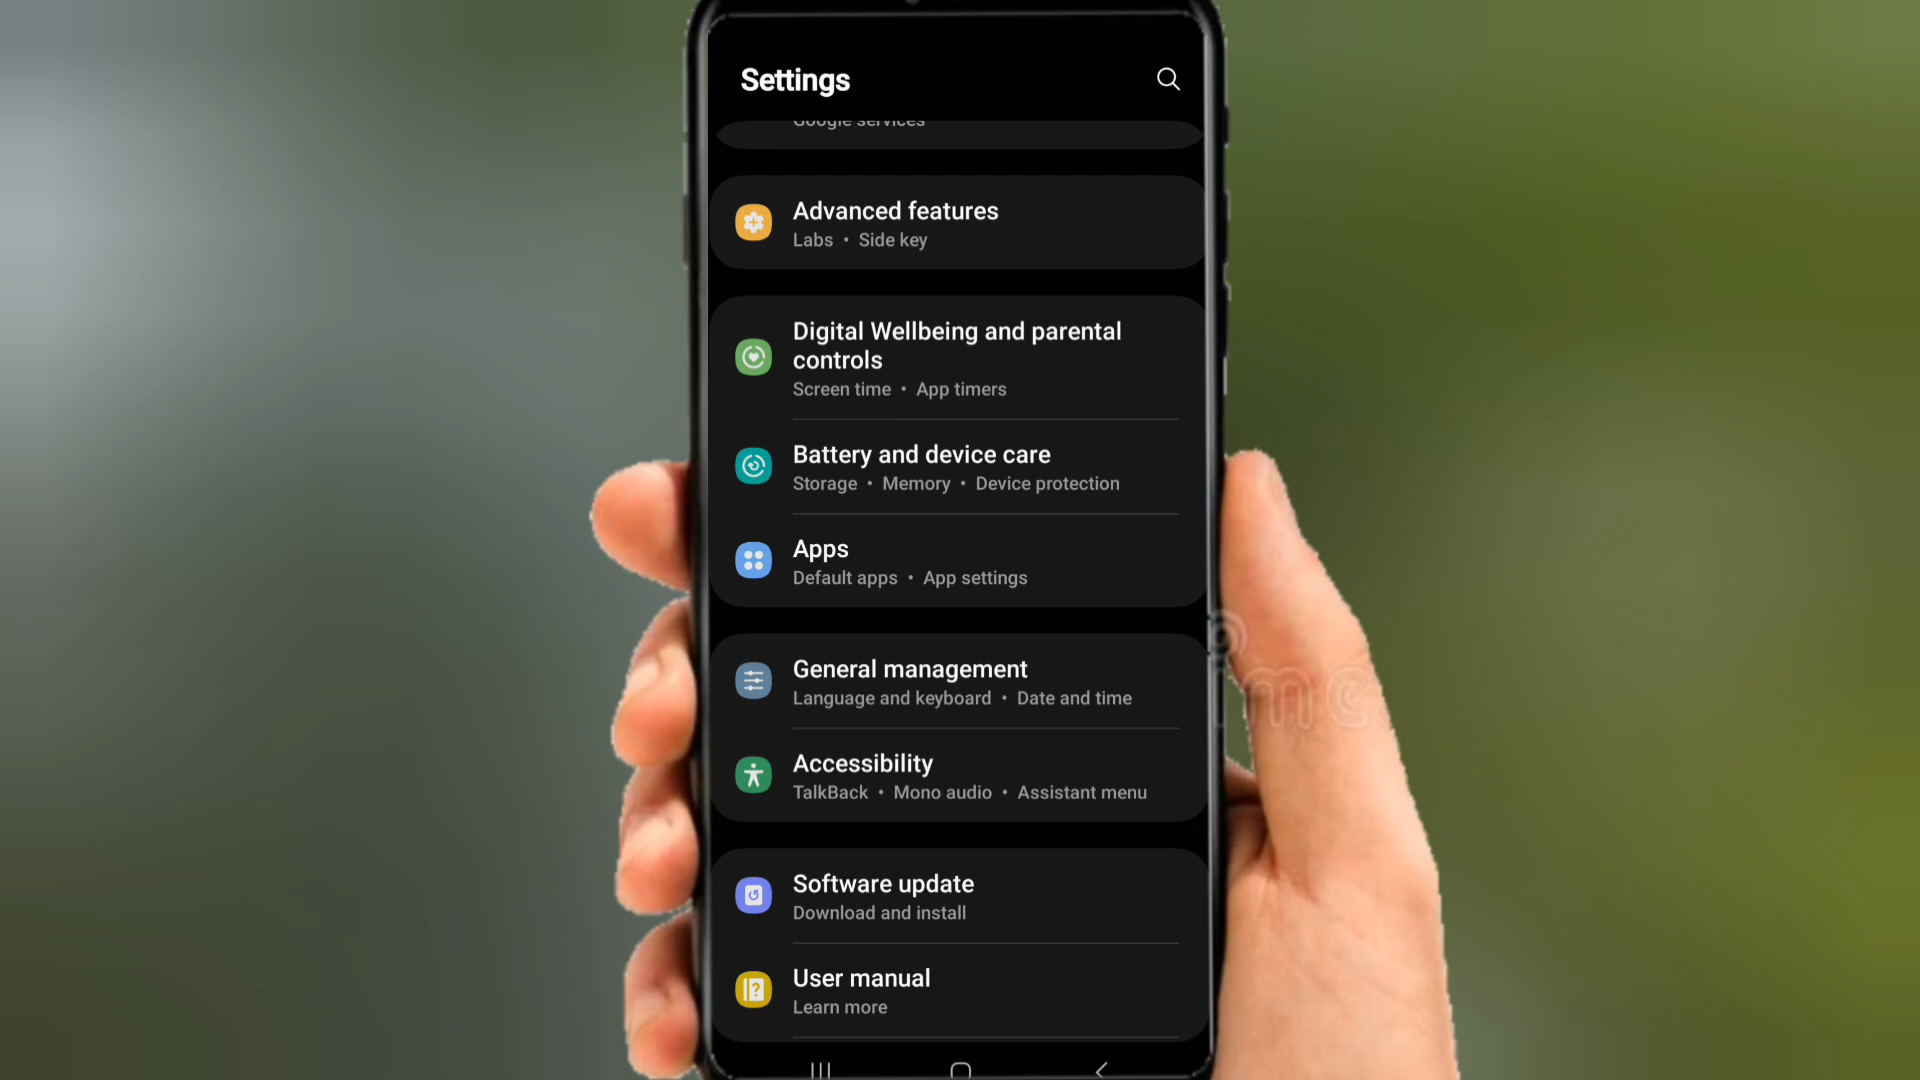 Settings
Google services
Advanced features
Labs • Side key
Digital Wellbeing and parental
controls
Screen time • App timers
Battery and device care
Storage • Memory • Device protection
Apps
Default apps • App settings
General management
Language and keyboard • Date and time
Accessibility
TalkBack • Mono audio • Assistant menu
Software update
Download and install
User manual
Learn more